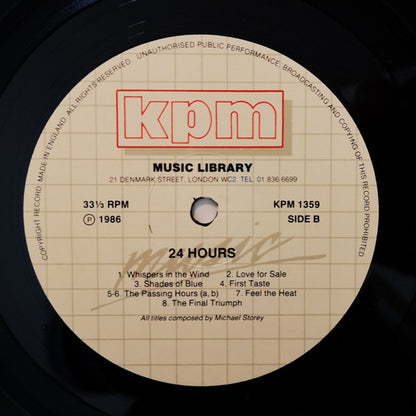 COPYRIGHT RECORD. MADE IN ENGLAND. ALL RIGHTS RESERVED. UNAUTHORISED PUBLIC PERFORMANCE, BROADCASTING AND COPYING OF THIS RECORD PROHIBITED
kpm
MUSIC LIBRARY
21 DENMARK STREET, LONDON WC2 TEL 01 836 6699
33⅓ RPM KPM 1359
Ⓟ 1986 SIDE B
music
24 HOURS
1. Whispers in the Wind 2. Love for Sale
3. Shades of Blue 4. First Taste
5-6. The Passing Hours (a, b) 7. Feel the Heat
8. The Final Triumph
All titles composed by Michael Storey